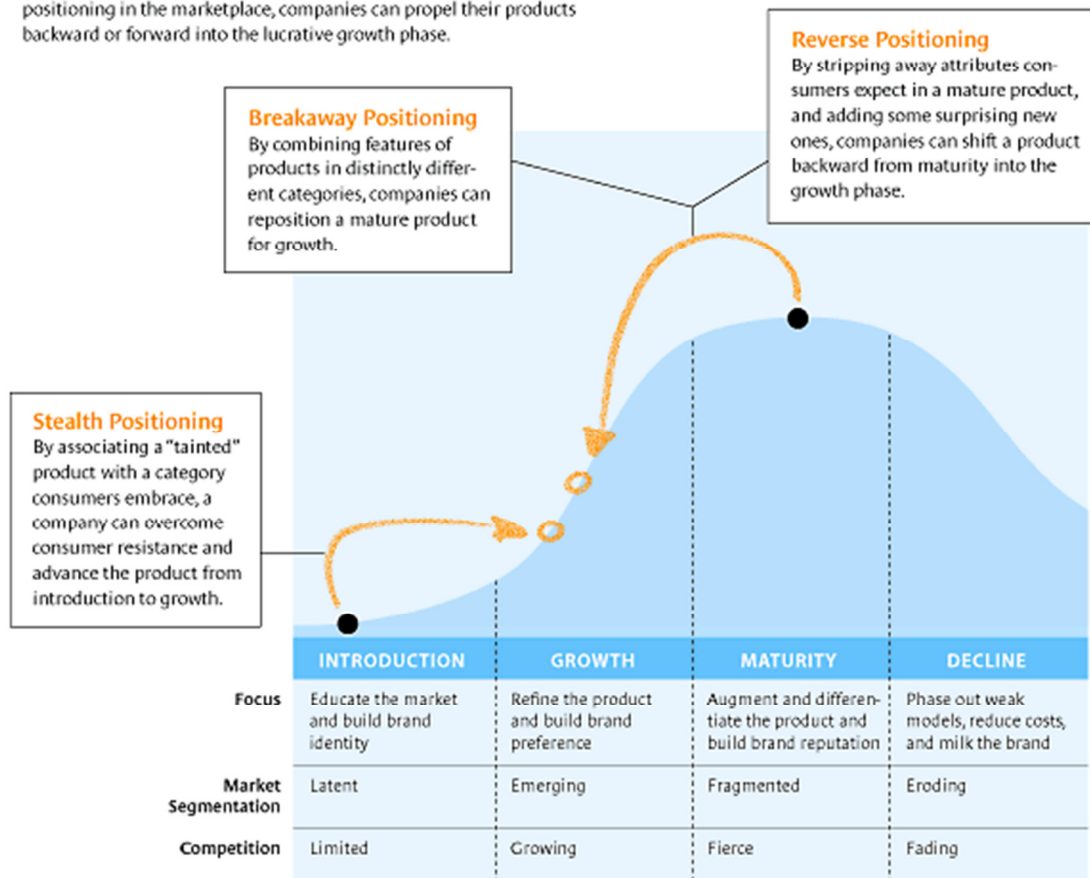 positioning in the marketplace, companies can propel their products
backward or forward into the lucrative growth phase.
Reverse Positioning
By stripping away attributes con-
sumers expect in a mature product,
and adding some surprising new
ones, companies can shift a product
backward from maturity into the
growth phase.
Breakaway Positioning
By combining features of
products in distinctly differ-
ent categories, companies can
reposition a mature product
for growth.
Stealth Positioning
By associating a "tainted"
product with a category
consumers embrace, a
company can overcome
consumer resistance and
advance the product from
introduction to growth.
INTRODUCTION GROWTH MATURITY DECLINE
Focus
Educate the market
and build brand
identity
Refine the product
and build brand
preference
Augment and differen-
tiate the product and
build brand reputation
Phase out weak
models, reduce costs,
and milk the brand
Market
Segmentation
Latent
Emerging
Fragmented
Eroding
Competition
Limited
Growing
Fierce
Fading